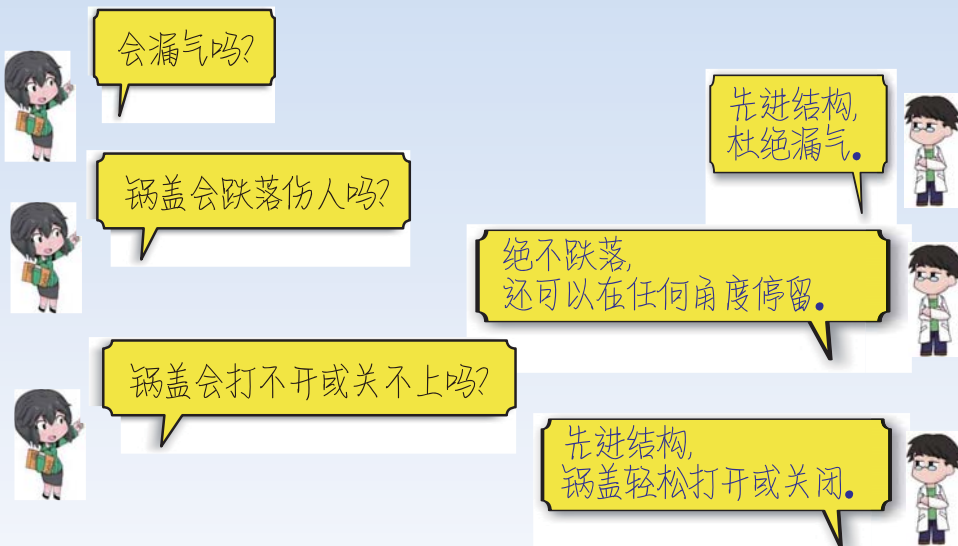 会漏气吗?
先进结构,
杜绝漏气。
锅盖会跌落伤人吗?
绝不跌落,
还可以在任何角度停留。
锅盖会打不开或关不上吗?
先进结构,
锅盖轻松打开或关闭。